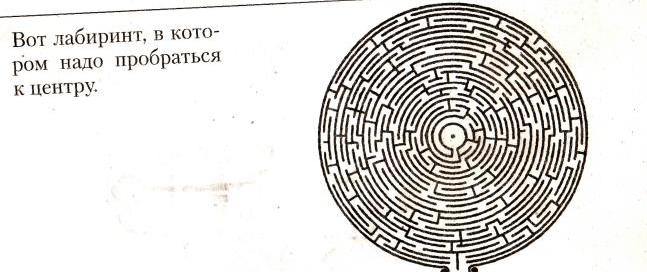 Вот лабиринт, в кото-
ром надо пробраться
к центру.